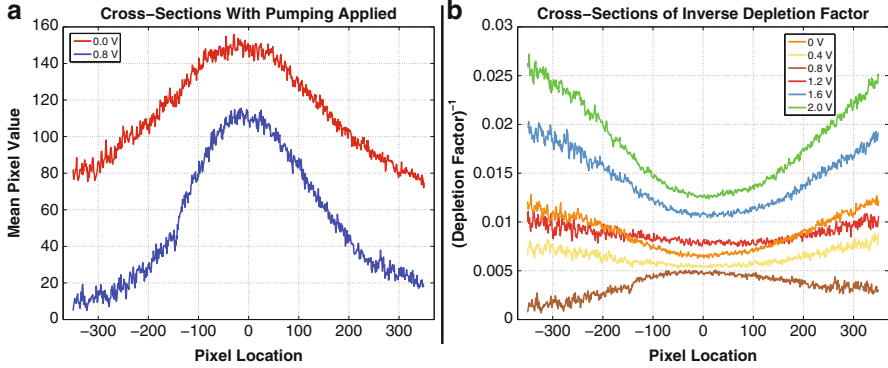 a
Cross-Sections With Pumping Applied
160
140
120
100
80
60
40
20
0
0.0 V
0.8 V
Mean Pixel Value
−300 −200 −100 0 100 200 300
Pixel Location
b
Cross-Sections of Inverse Depletion Factor
0.03
0.025
0.02
0.015
0.01
0.005
0
0 V
0.4 V
0.8 V
1.2 V
1.6 V
2.0 V
(Depletion Factor)⁻¹
−300 −200 −100 0 100 200 300
Pixel Location